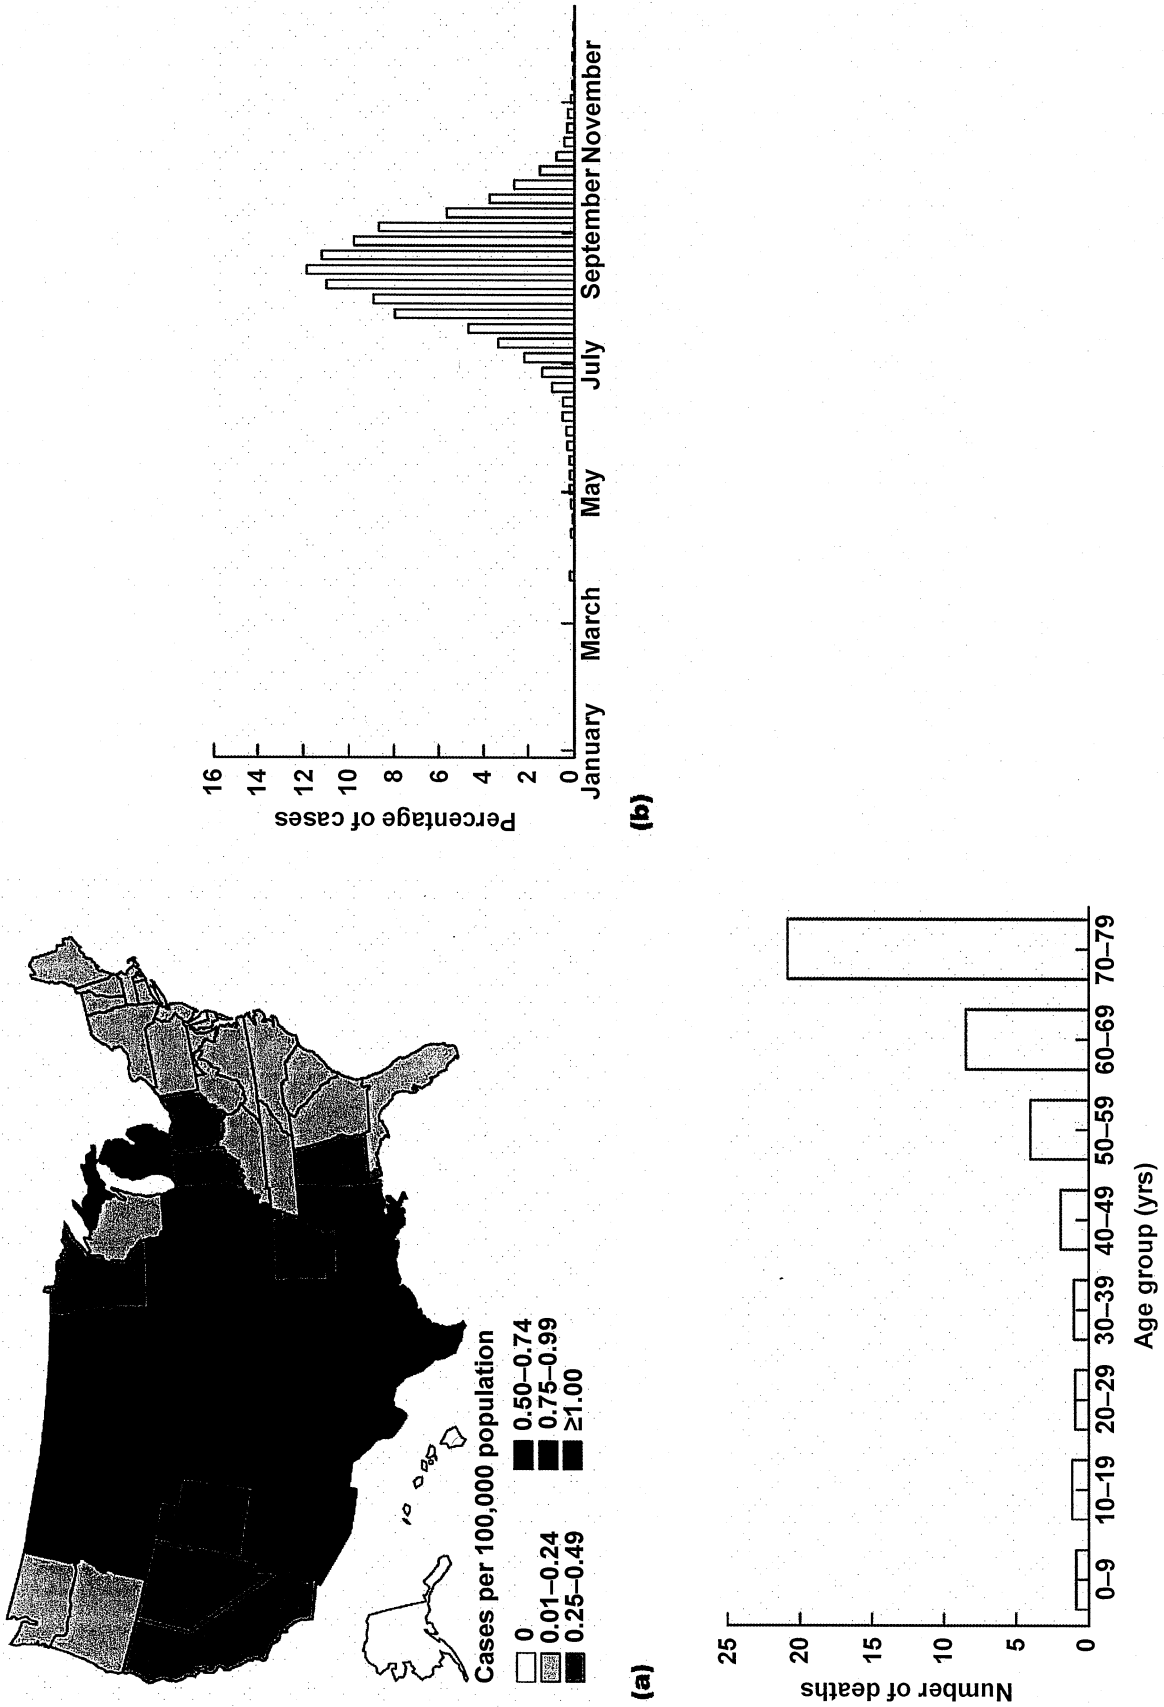 Cases per 100,000 population
0
0.01–0.24
0.25–0.49
0.50–0.74
0.75–0.99
≥1.00
(a)
Percentage of cases
16
14
12
10
8
6
4
2
0
January March May July September November
(b)
Number of deaths
25
20
15
10
5
0
0–9 10–19 20–29 30–39 40–49 50–59 60–69 70–79
Age group (yrs)